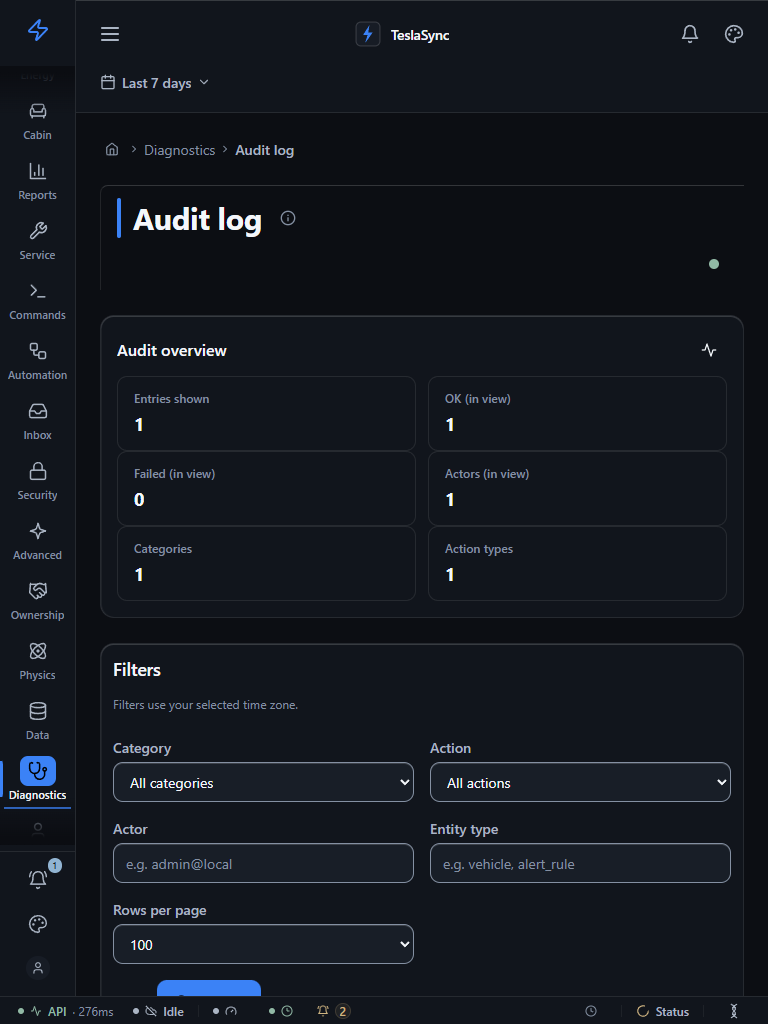 TeslaSync
Last 7 days
Diagnostics
Audit log
Energy
Cabin
Reports
Service
Commands
Automation
Inbox
Security
Advanced
Ownership
Physics
Data
Diagnostics
1
Audit log
Audit overview
Entries shown
1
OK (in view)
1
Failed (in view)
0
Actors (in view)
1
Categories
1
Action types
1
Filters
Filters use your selected time zone.
Category
Action
All categories
All actions
Actor
Entity type
e.g. admin@local
e.g. vehicle, alert_rule
Rows per page
100
API · 276ms
Idle
2
Status